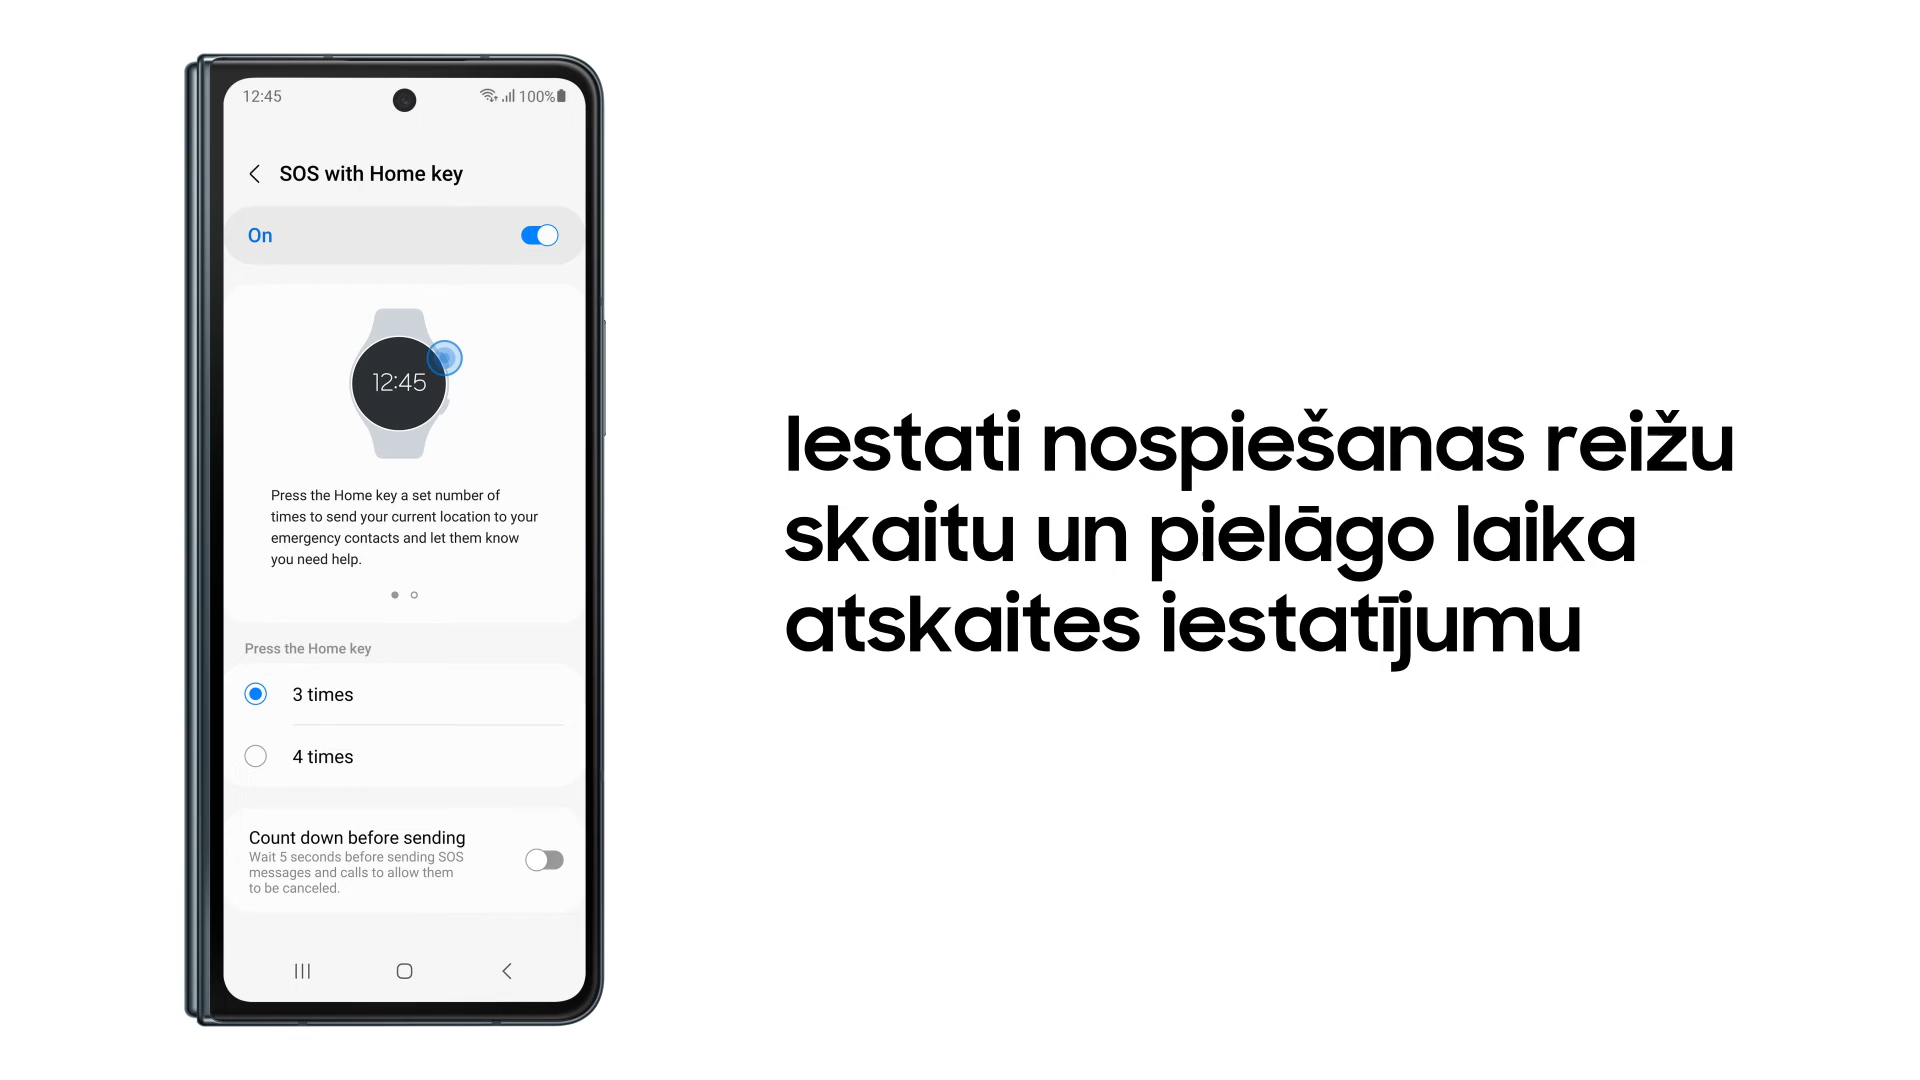 12:45
100%
SOS with Home key
On
12:45
Press the Home key a set number of
times to send your current location to your
emergency contacts and let them know
you need help.
Press the Home key
3 times
4 times
Count down before sending
Wait 5 seconds before sending SOS
messages and calls to allow them
to be canceled.
Iestati nospiešanas reižu
skaitu un pielāgo laika
atskaites iestatījumu